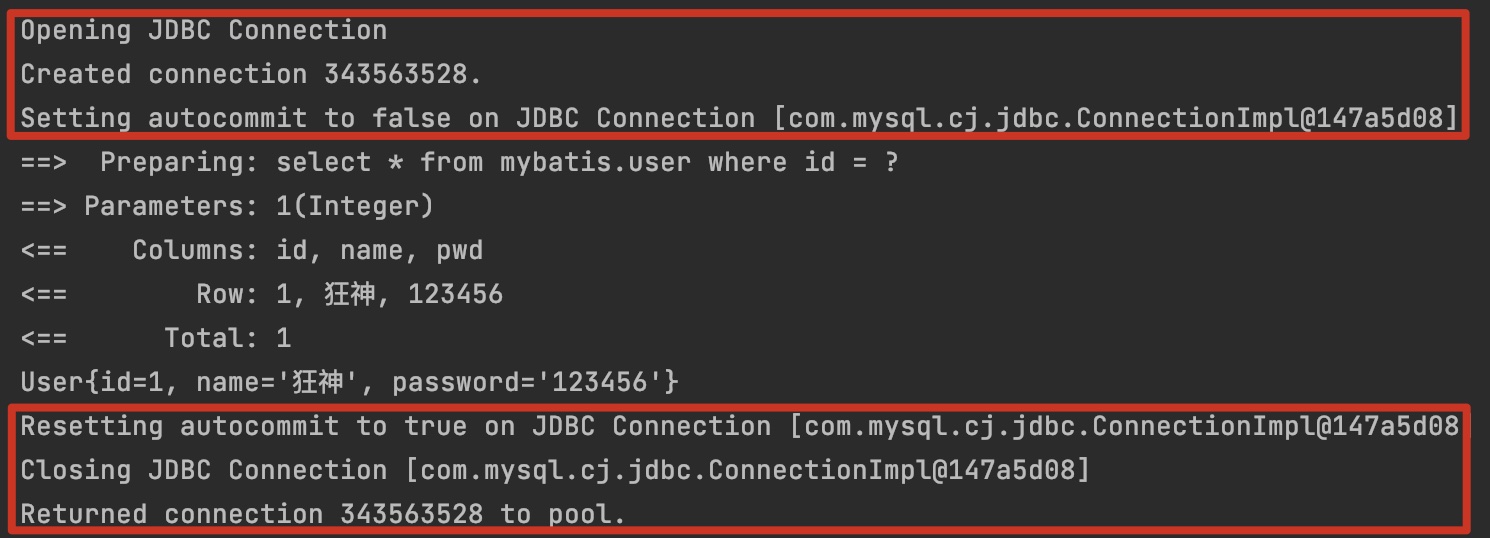 Opening JDBC Connection
Created connection 343563528.
Setting autocommit to false on JDBC Connection [com.mysql.cj.jdbc.ConnectionImpl@147a5d08]
==>  Preparing: select * from mybatis.user where id = ?
==> Parameters: 1(Integer)
<==    Columns: id, name, pwd
<==        Row: 1, 狂神, 123456
<==      Total: 1
User{id=1, name='狂神', password='123456'}
Resetting autocommit to true on JDBC Connection [com.mysql.cj.jdbc.ConnectionImpl@147a5d08
Closing JDBC Connection [com.mysql.cj.jdbc.ConnectionImpl@147a5d08]
Returned connection 343563528 to pool.